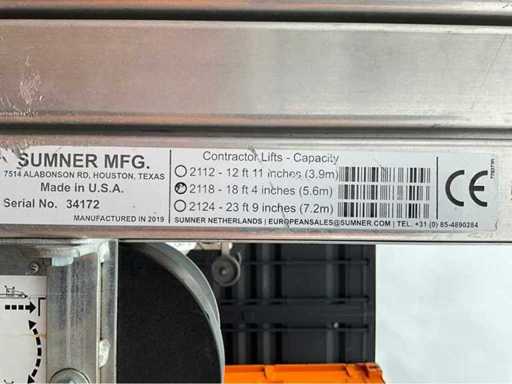 SUMNER MFG.
7514 ALABONSON RD, HOUSTON, TEXAS
Made in U.S.A.
Serial No. 34172
MANUFACTURED IN 2019
Contractor Lifts - Capacity
2112 - 12 ft 11 inches (3.9m)
2118 - 18 ft 4 inches (5.6m)
2124 - 23 ft 9 inches (7.2m)
SUMNER NETHERLANDS | EUROPEANSALES@SUMNER.COM | TEL. +31 (0) 85-4890284
CE